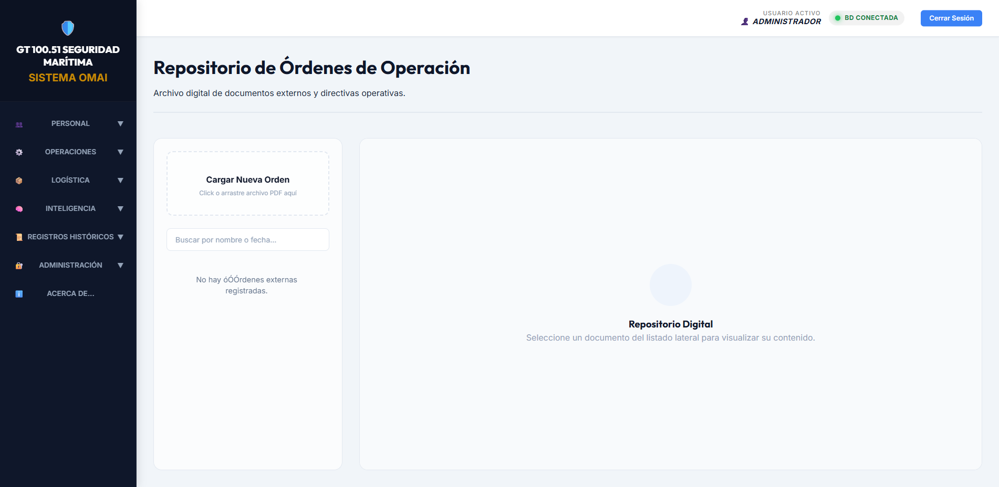 GT 100.51 SEGURIDAD
MARÍTIMA
SISTEMA OMAI
PERSONAL
OPERACIONES
LOGÍSTICA
INTELIGENCIA
REGISTROS HISTÓRICOS
ADMINISTRACIÓN
ACERCA DE...
USUARIO ACTIVO
ADMINISTRADOR
BD CONECTADA
Cerrar Sesión
Repositorio de Órdenes de Operación
Archivo digital de documentos externos y directivas operativas.
Cargar Nueva Orden
Click o arrastre archivo PDF aquí
Buscar por nombre o fecha...
No hay óÓÓrdenes externas
registradas.
Repositorio Digital
Seleccione un documento del listado lateral para visualizar su contenido.